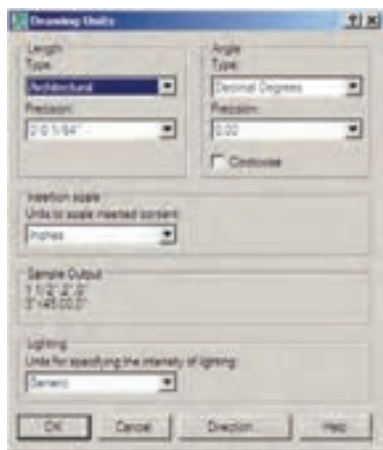 Drawing Units
Length
Type:
Architectural
Precision:
0'-0 1/64"
Angle
Type:
Decimal Degrees
Precision:
0.00
Clockwise
Insertion scale
Units to scale inserted content:
Inches
Sample Output
1 1/2",2",0"
3"<45.00,0"
Lighting
Units for specifying the intensity of lighting:
Generic
OK
Cancel
Direction...
Help